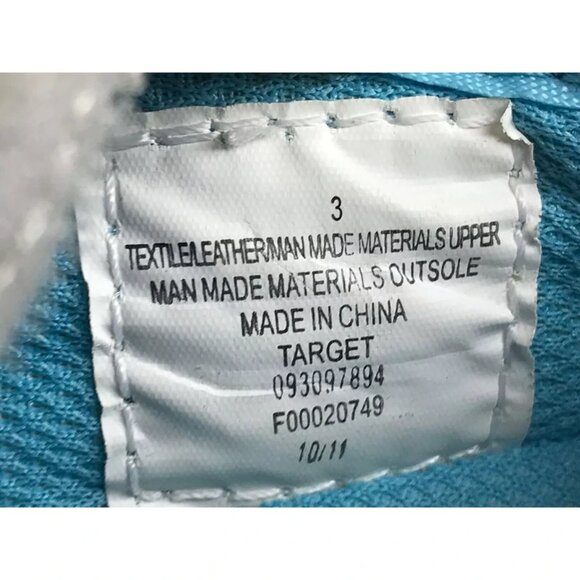 3
TEXTILE/LEATHER/MAN MADE MATERIALS UPPER
MAN MADE MATERIALS OUTSOLE
MADE IN CHINA
TARGET
093097894
F00020749
10/11